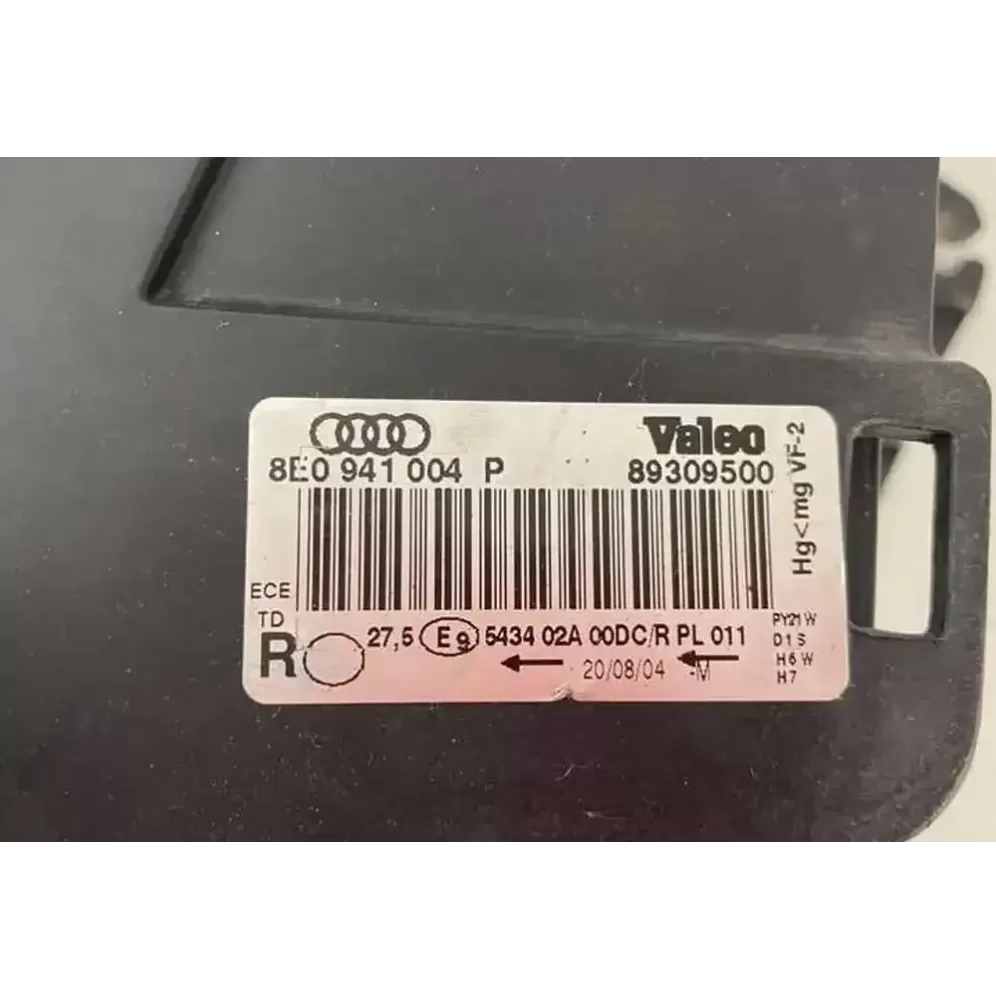 Valeo
8E0 941 004 P
89309500
Hg<mg VF-2
ECE
TD
R
27,5 E9 5434 02A 00DC/R PL 011
20/08/04 -M
PY21W
D1S
H6W
H7